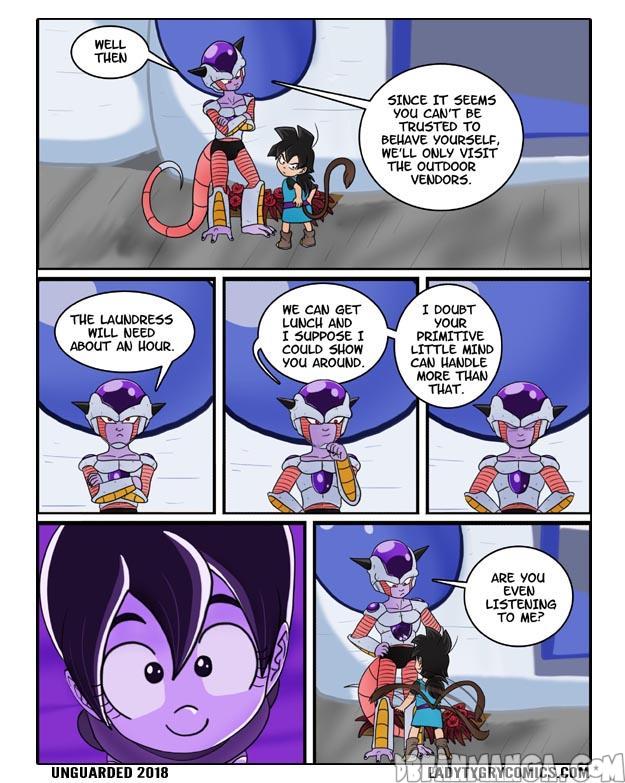 WELL
THEN
SINCE IT SEEMS
YOU CAN'T BE
TRUSTED TO
BEHAVE YOURSELF,
WE'LL ONLY VISIT
THE OUTDOOR
VENDORS.
THE LAUNDRESS
WILL NEED
ABOUT AN HOUR.
WE CAN GET
LUNCH AND
I SUPPOSE I
COULD SHOW
YOU AROUND.
I DOUBT
YOUR
PRIMITIVE
LITTLE MIND
CAN HANDLE
MORE THAN
THAT.
ARE YOU
EVEN
LISTENING
TO ME?
UNGUARDED 2018
LADYTYGRYCOMICS.COM
DBFANMANGA.COM